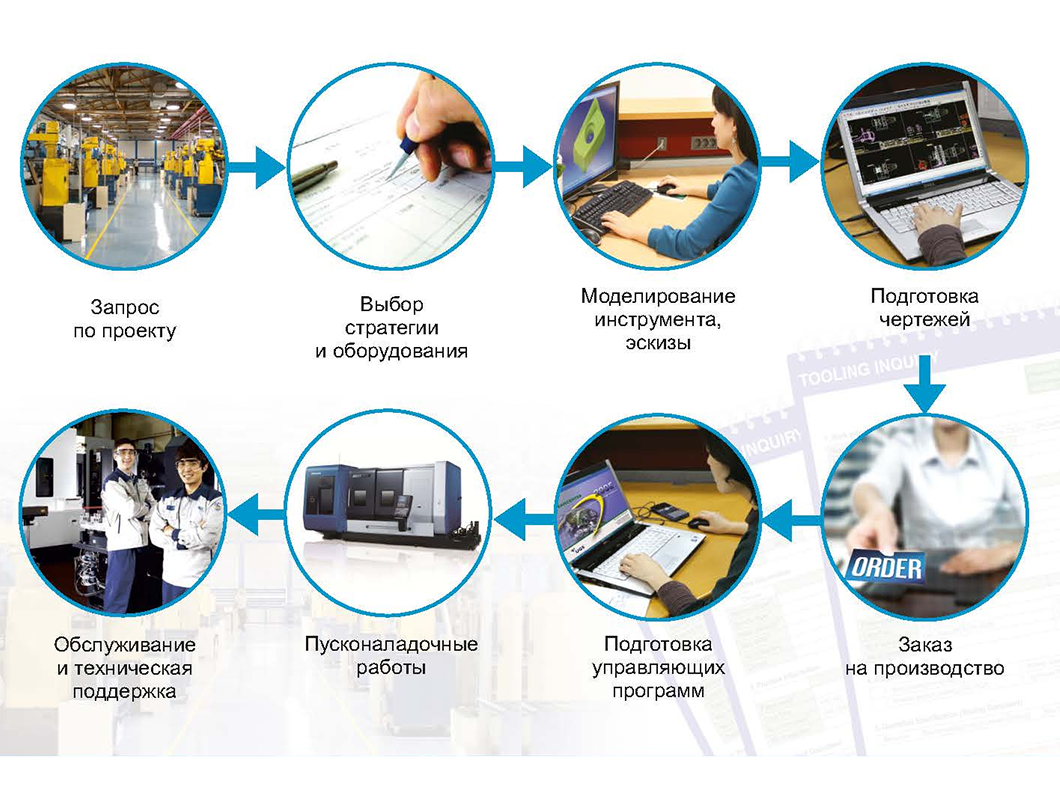 Запрос
по проекту
Выбор
стратегии
и оборудования
Моделирование
инструмента,
эскизы
Подготовка
чертежей
TOOLING INQUIRY
INQUIRY
ORDER
Обслуживание
и техническая
поддержка
Пусконаладочные
работы
Подготовка
управляющих
программ
Заказ
на производство